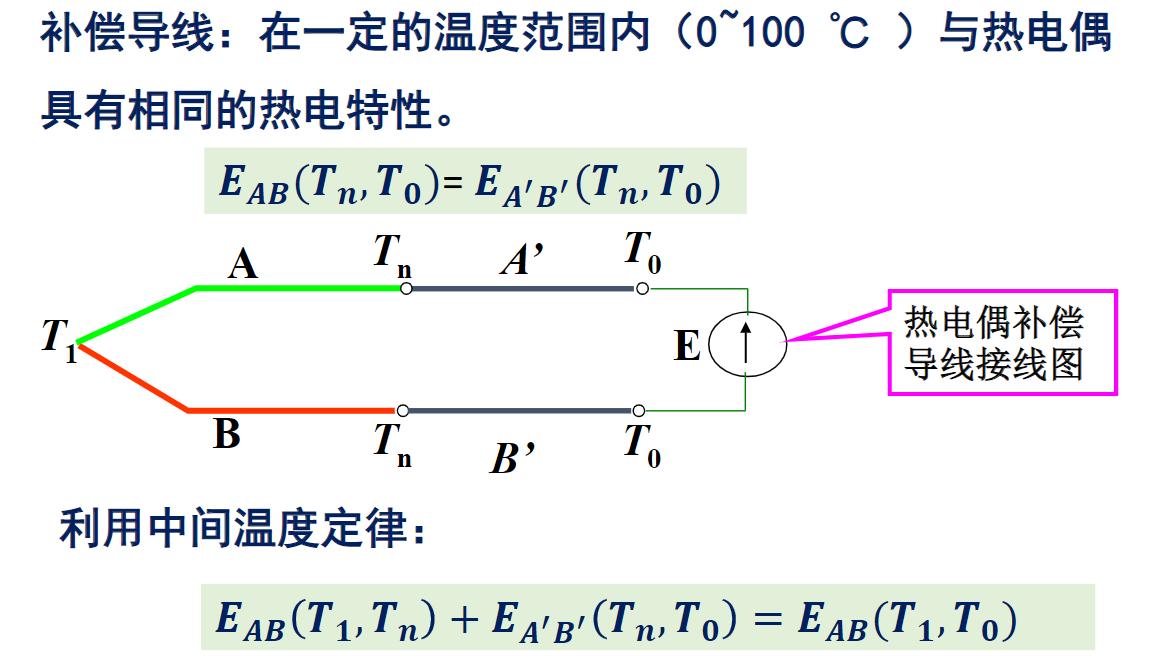 补偿导线：在一定的温度范围内（0~100 ℃ ）与热电偶
具有相同的热电特性。
E_{AB}(T_n, T_0)= E_{A′B′}(T_n, T_0)
A
T_n
A’
T_0
T_1
E
热电偶补偿
导线接线图
B
T_n
B’
T_0
利用中间温度定律：
E_{AB}(T_1, T_n) + E_{A′B′}(T_n, T_0) = E_{AB}(T_1, T_0)